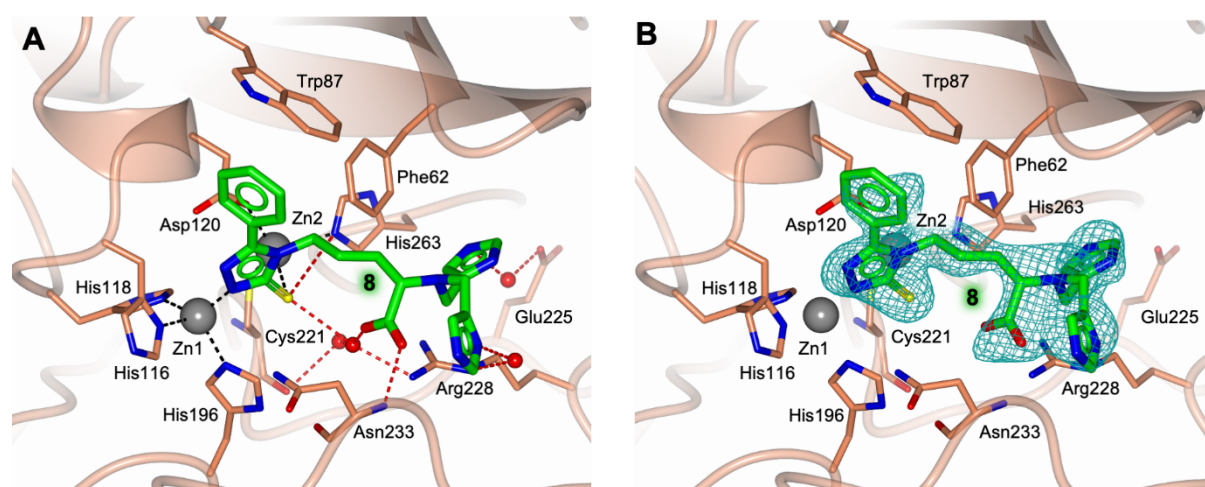 A
Trp87
Phe62
Asp120
Zn2
His263
His118
8
Glu225
Zn1
Cys221
His116
Arg228
His196
Asn233
B
Trp87
Phe62
Asp120
Zn2
His263
His118
8
Glu225
Zn1
Cys221
His116
Arg228
His196
Asn233